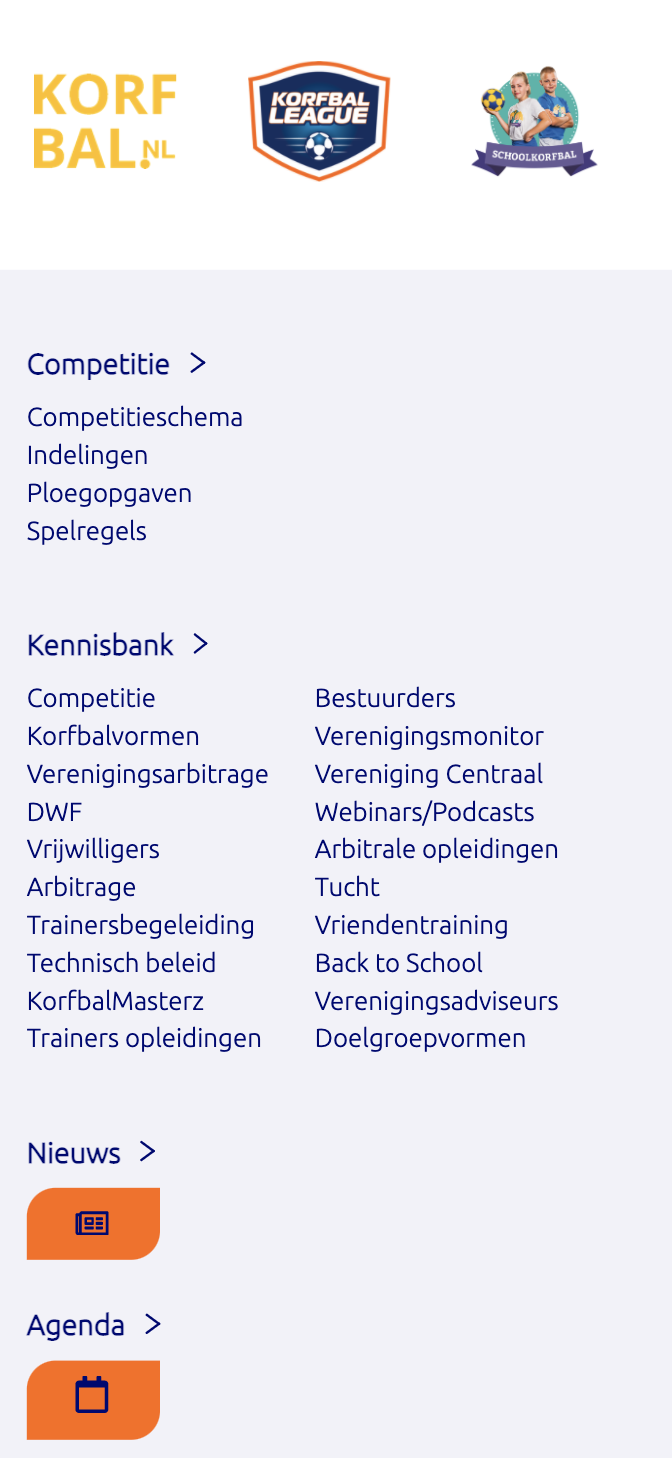 KORF
BAL.NL
KORFBAL
LEAGUE
SCHOOLKORFBAL
Competitie
Competitieschema
Indelingen
Ploegopgaven
Spelregels
Kennisbank
Competitie
Korfbalvormen
Verenigingsarbitrage
DWF
Vrijwilligers
Arbitrage
Trainersbegeleiding
Technisch beleid
KorfbalMasterz
Trainers opleidingen
Bestuurders
Verenigingsmonitor
Vereniging Centraal
Webinars/Podcasts
Arbitrale opleidingen
Tucht
Vriendentraining
Back to School
Verenigingsadviseurs
Doelgroepvormen
Nieuws
Agenda